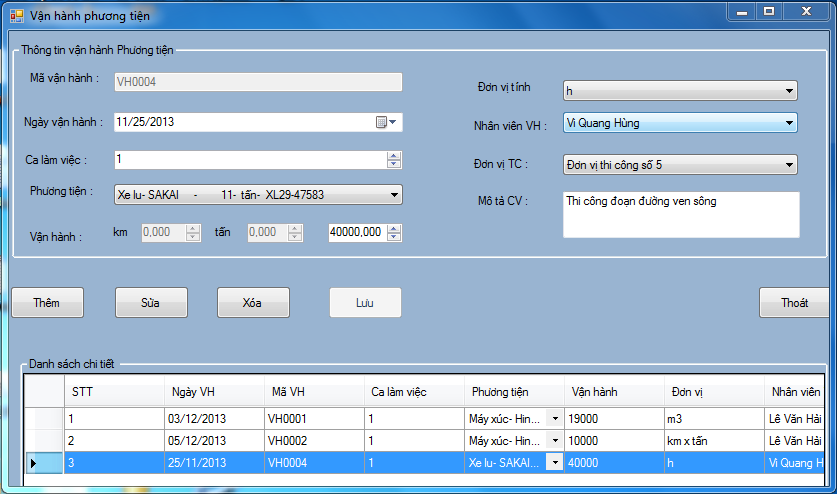 Vận hành phương tiện
Thông tin vận hành Phương tiện
Mã vận hành : VH0004
Ngày vận hành : 11/25/2013
Ca làm việc : 1
Phương tiện : Xe lu- SAKAI - 11- tấn- XL29-47583
Vận hành : km 0,000 tấn 0,000 40000,000
Đơn vị tính h
Nhân viên VH : Vi Quang Hùng
Đơn vị TC : Đơn vị thi công số 5
Mô tả CV : Thi công đoạn đường ven sông
Thêm Sửa Xóa Lưu Thoát
Danh sách chi tiết
STT Ngày VH Mã VH Ca làm việc Phương tiện Vận hành Đơn vị Nhân viên
1 03/12/2013 VH0001 1 Máy xúc- Hin... 19000 m3 Lê Văn Hải
2 05/12/2013 VH0002 1 Máy xúc- Hin... 10000 km x tấn Lê Văn Hải
3 25/11/2013 VH0004 1 Xe lu- SAKAI... 40000 h Vi Quang H